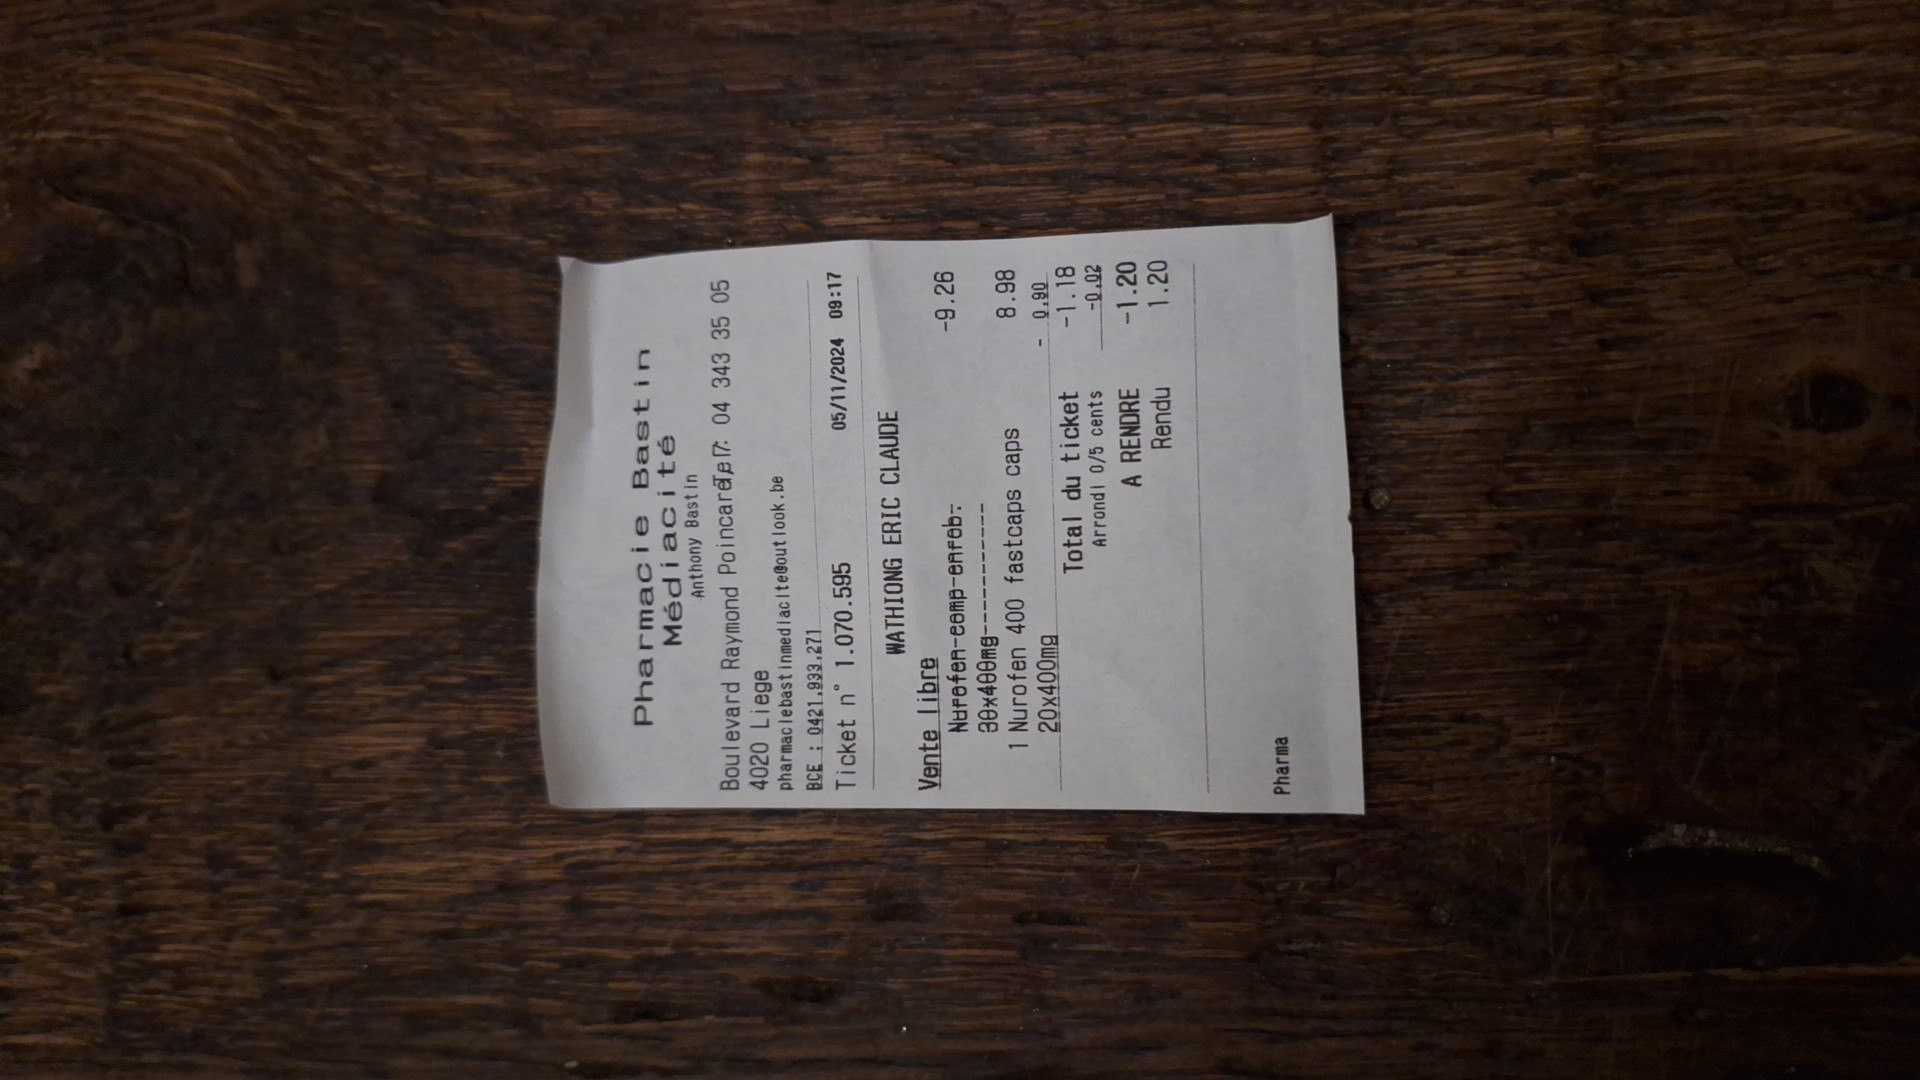 Pharmacie Bastin
Médiacité
Anthony Bastin
Boulevard Raymond Poincaré, 7 Tel : 04 343 35 05
4020 Liege
pharmaciebastinmediacite@outlook.be
BCE : 0421.933.271
Ticket n° 1.070.595 05/11/2024 09:17
WATHIONG ERIC CLAUDE
Vente libre
Nurofen comp enrob. -9.26
30x400mg
1 Nurofen 400 fastcaps caps 8.98
20x400mg - 0.90
Total du ticket -1.18
Arrondi 0/5 cents -0.02
A RENDRE -1.20
Rendu 1.20
Pharma